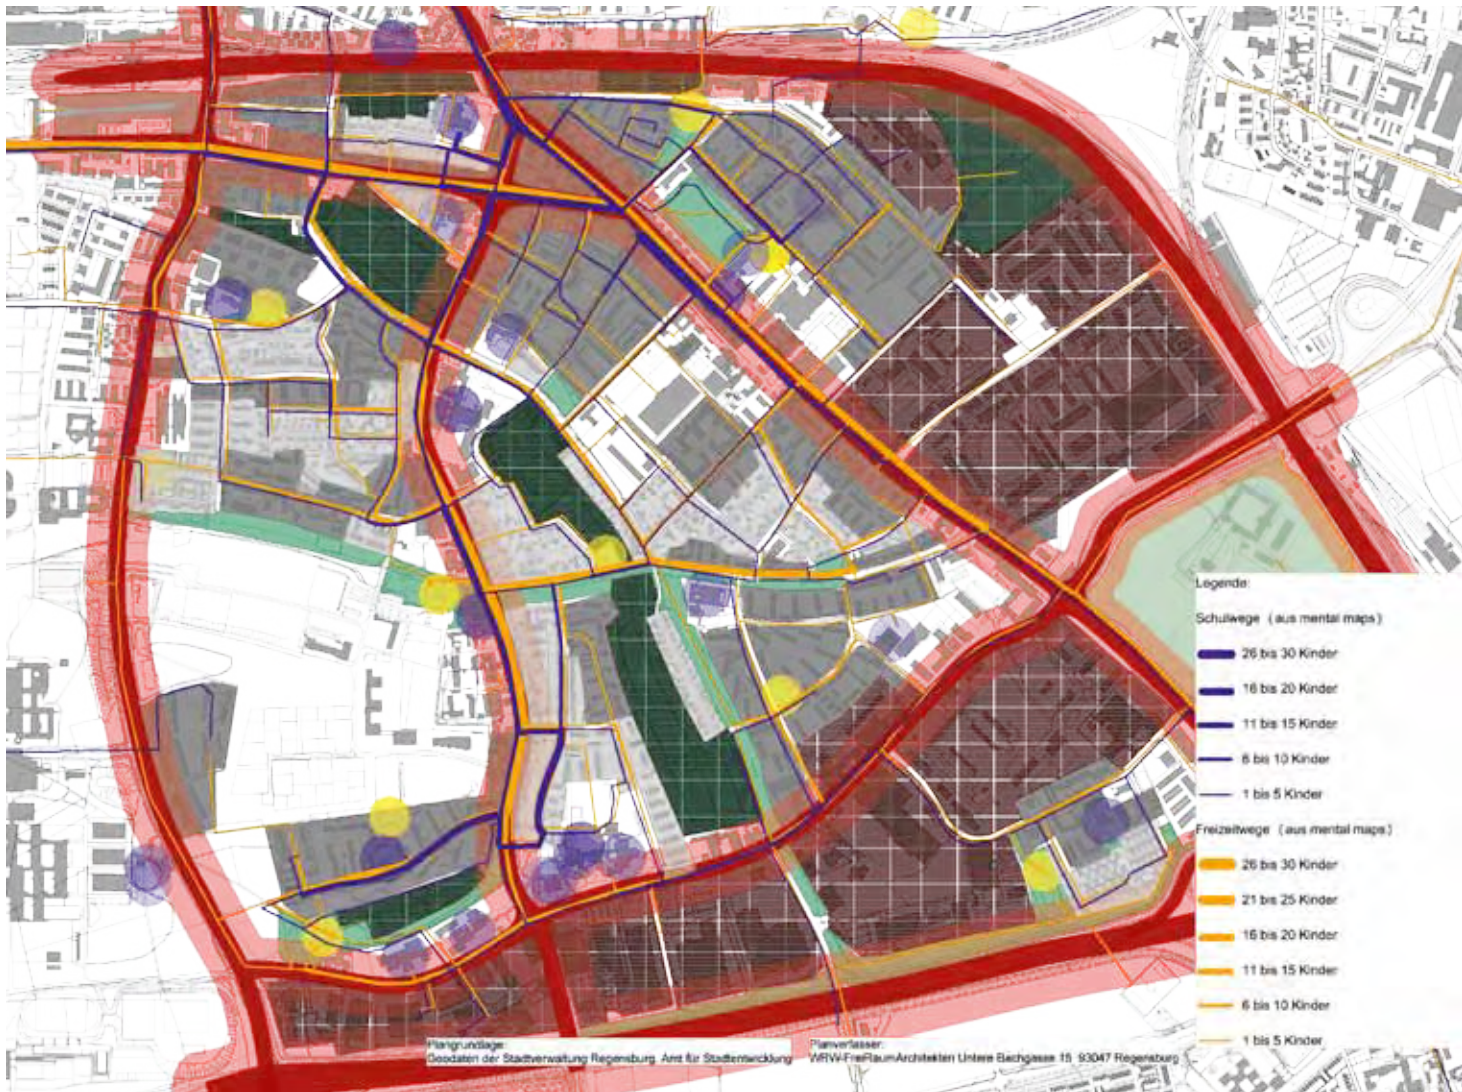 Legende:
Schulwege (aus mental maps)
26 bis 30 Kinder
16 bis 20 Kinder
11 bis 15 Kinder
6 bis 10 Kinder
1 bis 5 Kinder
Freizeitwege (aus mental maps)
26 bis 30 Kinder
21 bis 25 Kinder
16 bis 20 Kinder
11 bis 15 Kinder
6 bis 10 Kinder
1 bis 5 Kinder
Plangrundlage:
Geodaten der Stadtverwaltung Regensburg, Amt für Stadtentwicklung
Planverfasser:
WRW-FreiRaumArchitekten Untere Bachgasse 15 93047 Regensburg